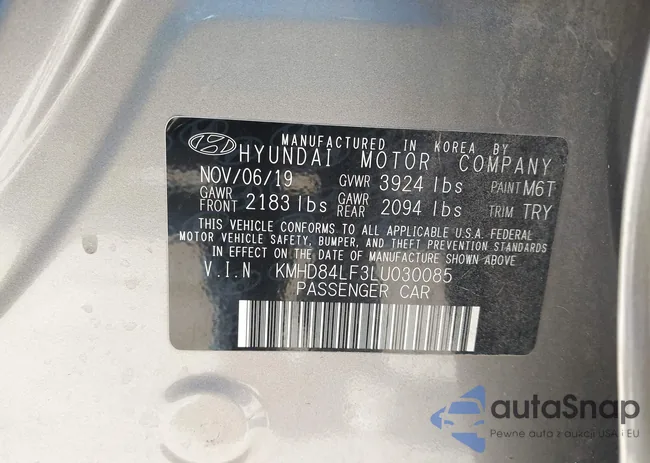 MANUFACTURED IN KOREA BY
HYUNDAI MOTOR COMPANY
NOV/06/19 GVWR 3924 lbs PAINT M6T
GAWR FRONT 2183 lbs GAWR REAR 2094 lbs TRIM TRY
THIS VEHICLE CONFORMS TO ALL APPLICABLE U.S.A. FEDERAL
MOTOR VEHICLE SAFETY, BUMPER, AND THEFT PREVENTION STANDARDS
IN EFFECT ON THE DATE OF MANUFACTURE SHOWN ABOVE
V.I.N KMHD84LF3LU030085
PASSENGER CAR
autoSnap
Pewne auta z aukcji USA i EU